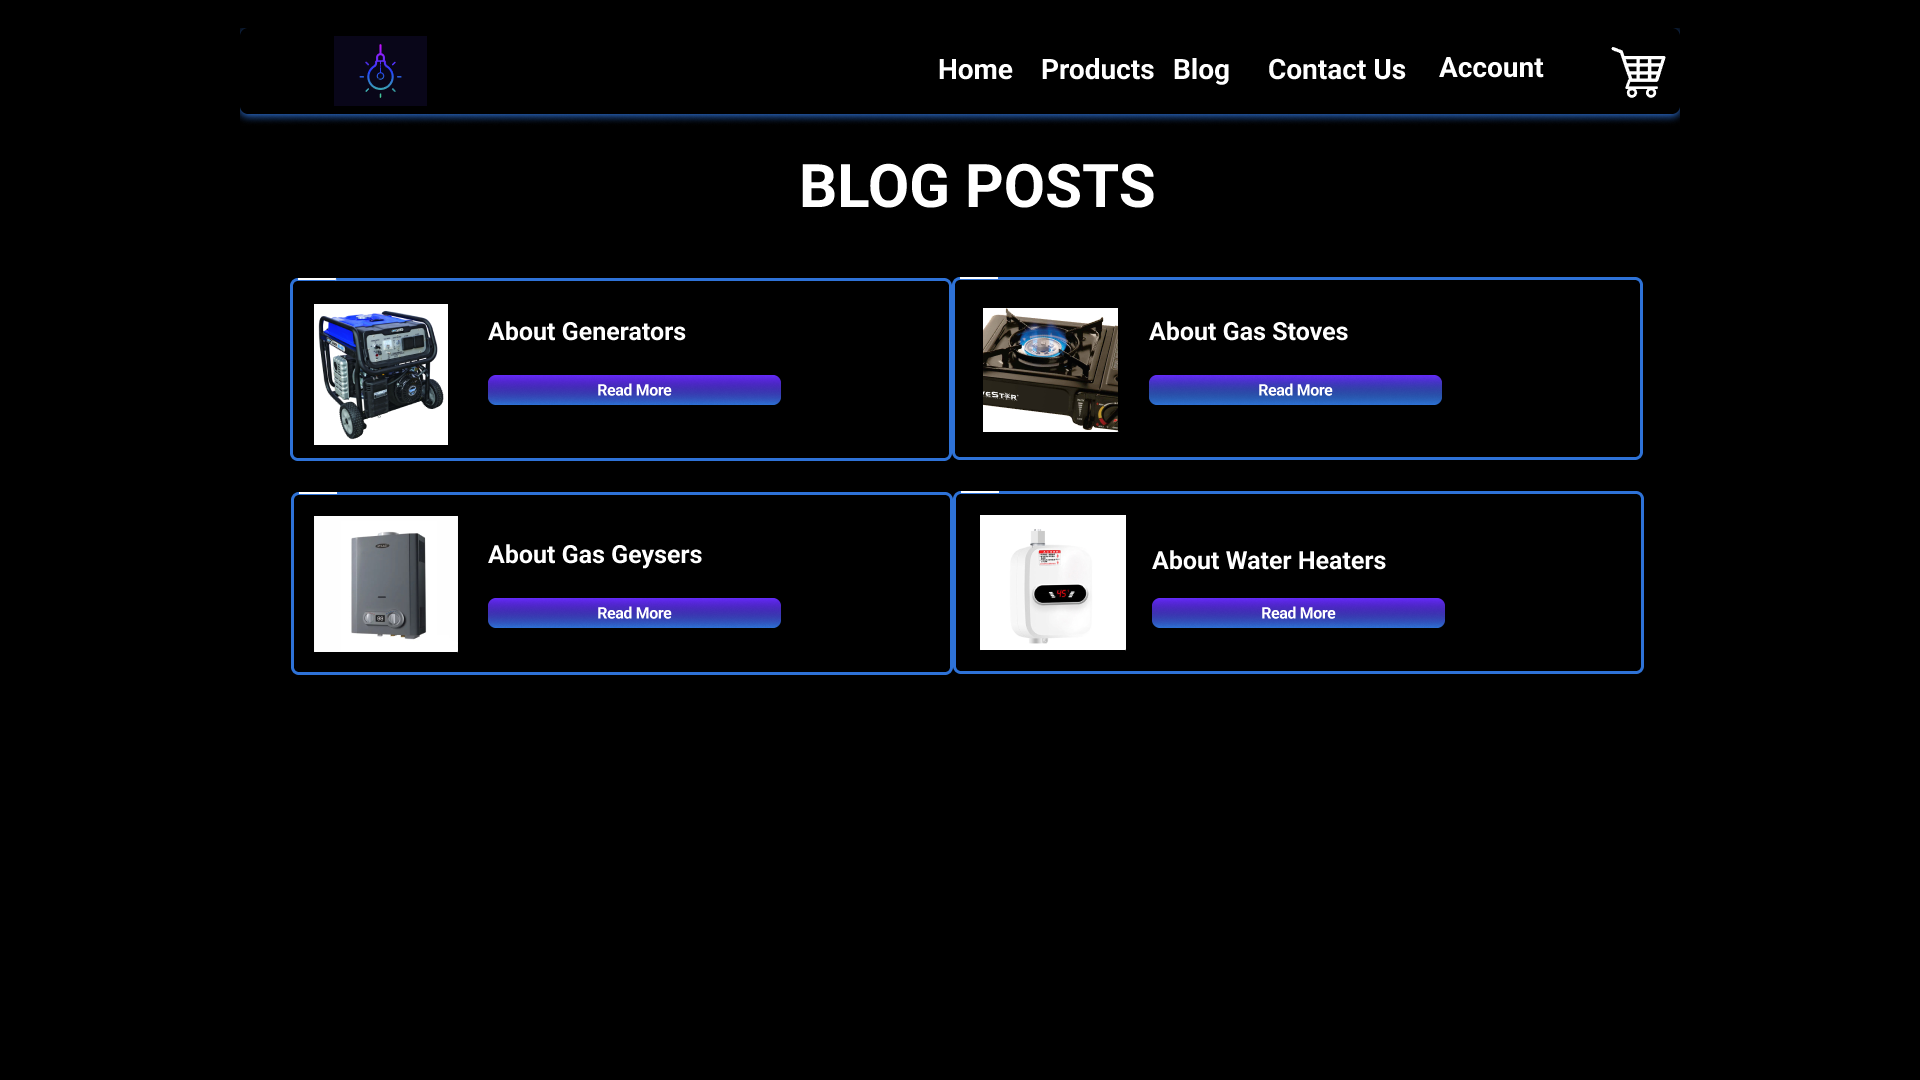 Home Products Blog Contact Us Account
BLOG POSTS
About Generators
Read More
About Gas Stoves
Read More
About Gas Geysers
Read More
About Water Heaters
Read More